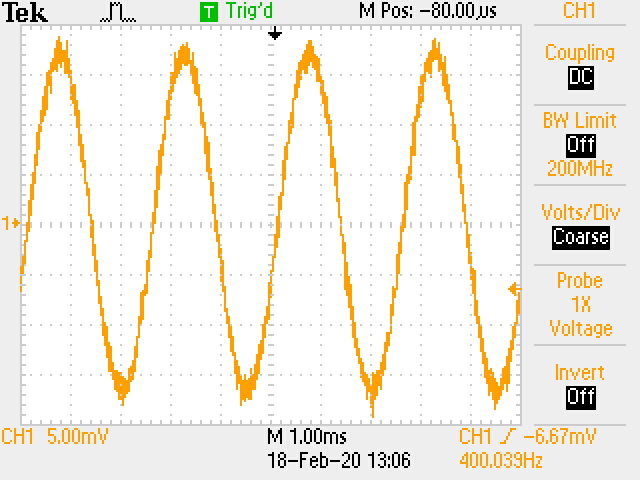 Tek T Trig'd M Pos: -80.00µs CH1
Coupling
DC
BW Limit
Off
200MHz
Volts/Div
Coarse
Probe
1X
Voltage
Invert
Off
1
CH1 5.00mV M 1.00ms CH1 -6.67mV
18-Feb-20 13:06 400.039Hz